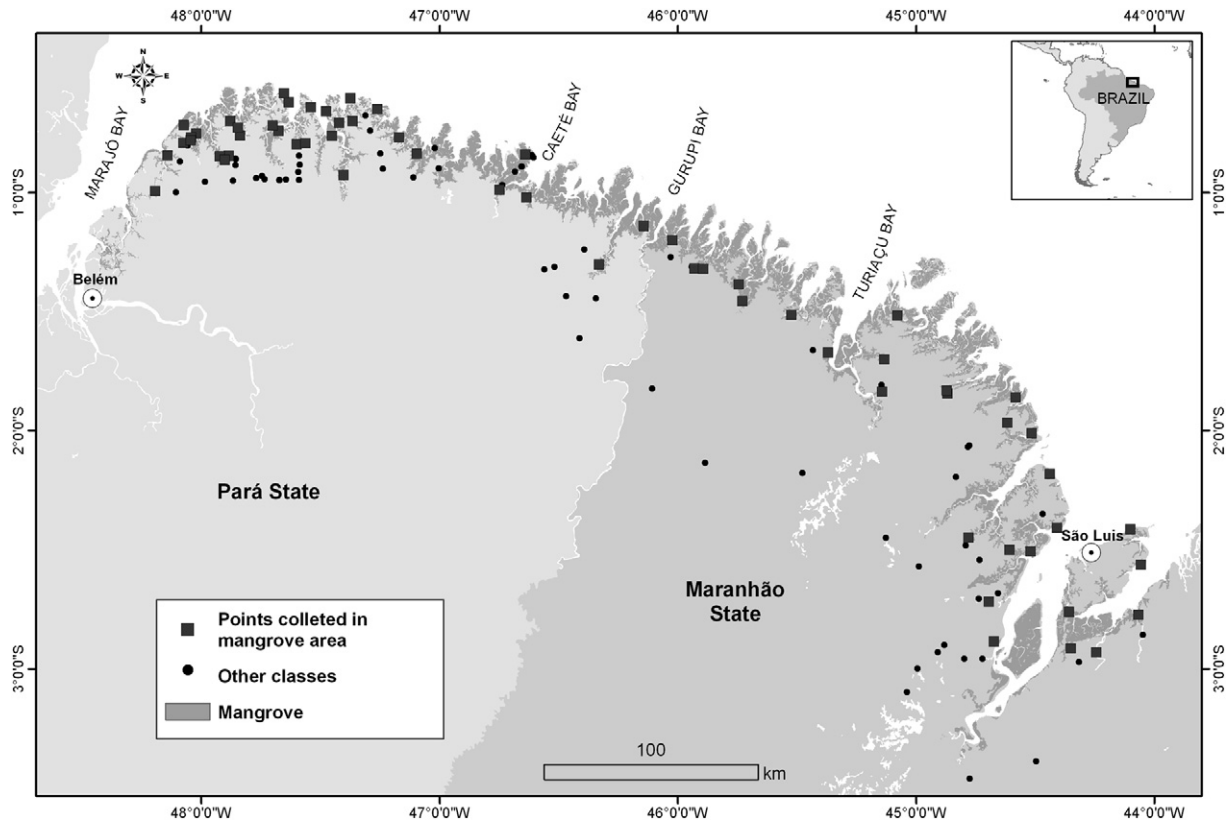 48°0'0"W 47°0'0"W 46°0'0"W 45°0'0"W 44°0'0"W
N
W E
S
BRAZIL
MARAJÓ BAY
CAETÉ BAY
GURUPI BAY
TURIAÇU BAY
1°0'0"S 1°0'0"S
Belém
2°0'0"S 2°0'0"S
Pará State
São Luis
Maranhão
State
Points colleted in
mangrove area
Other classes
Mangrove
3°0'0"S 3°0'0"S
100
km
48°0'0"W 47°0'0"W 46°0'0"W 45°0'0"W 44°0'0"W